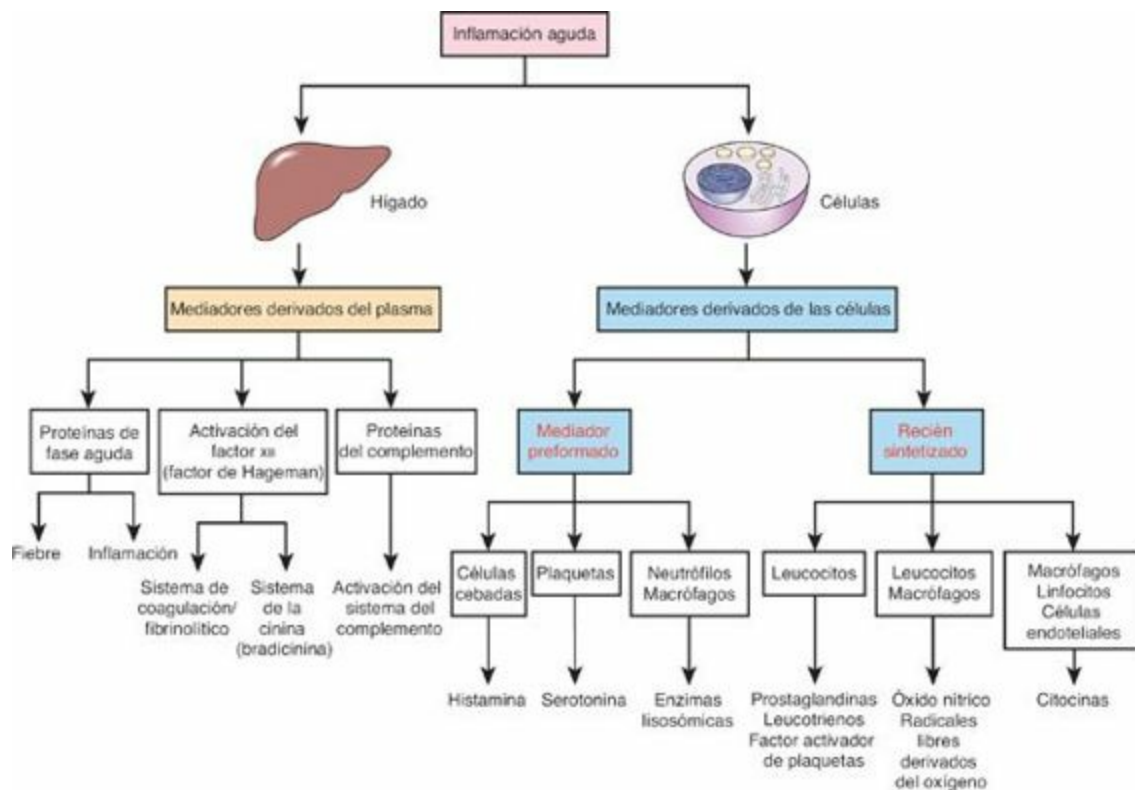 Inflamación aguda
Hígado
Células
Mediadores derivados del plasma
Mediadores derivados de las células
Proteínas de
fase aguda
Activación del
factor XII
(factor de Hageman)
Proteínas
del complemento
Mediador
preformado
Recién
sintetizado
Fiebre
Inflamación
Sistema de
coagulación/
fibrinolítico
Sistema
de la
cinina
(bradicinina)
Activación del
sistema del
complemento
Células
cebadas
Plaquetas
Neutrófilos
Macrófagos
Leucocitos
Leucocitos
Macrófagos
Macrófagos
Linfocitos
Células
endoteliales
Histamina
Serotonina
Enzimas
lisosómicas
Prostaglandinas
Leucotrienos
Factor activador
de plaquetas
Óxido nítrico
Radicales
libres
derivados
del oxígeno
Citocinas